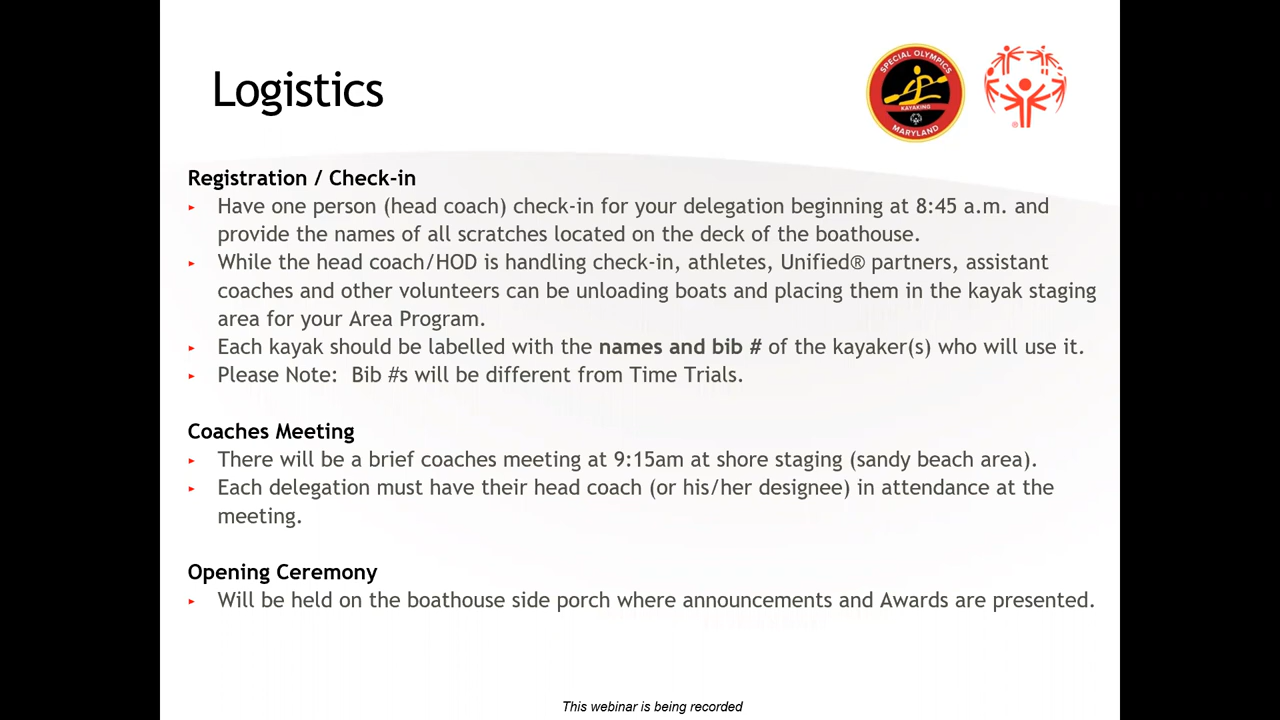 Logistics
SPECIAL OLYMPICS
KAYAKING
MARYLAND
®
Registration / Check-in
► Have one person (head coach) check-in for your delegation beginning at 8:45 a.m. and
provide the names of all scratches located on the deck of the boathouse.
► While the head coach/HOD is handling check-in, athletes, Unified® partners, assistant
coaches and other volunteers can be unloading boats and placing them in the kayak staging
area for your Area Program.
► Each kayak should be labelled with the names and bib # of the kayaker(s) who will use it.
► Please Note:  Bib #s will be different from Time Trials.
Coaches Meeting
► There will be a brief coaches meeting at 9:15am at shore staging (sandy beach area).
► Each delegation must have their head coach (or his/her designee) in attendance at the
meeting.
Opening Ceremony
► Will be held on the boathouse side porch where announcements and Awards are presented.
This webinar is being recorded